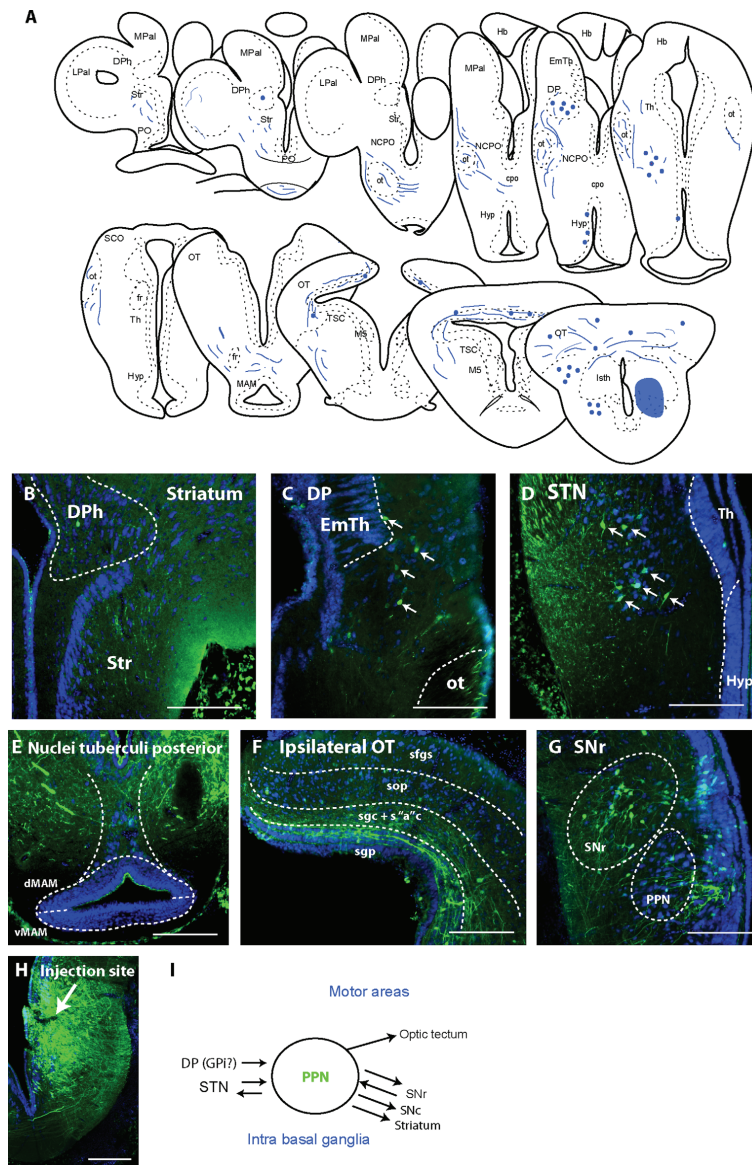 A
MPal
DPh
LPal
Str
PO
MPal
DPh
Str
PO
MPal
LPal
DPh
Str
NCPO
ot
Hb
MPal
NCPO
ot
cpo
Hyp
Hb
EmTh
DP
ot
NCPO
cpo
Hyp
Hb
Th
ot
ot
SCO
ot
fr
Th
Hyp
OT
fr
MAM
OT
TSC
M5
TSC
M5
OT
Isth
B
DPh
Striatum
Str
C DP
EmTh
ot
D STN
Th
Hyp
E Nuclei tuberculi posterior
dMAM
vMAM
F Ipsilateral OT
sfgs
sop
sgc + s "a"c
sgp
G SNr
SNr
PPN
H Injection site
I
Motor areas
Optic tectum
DP (GPi?)
PPN
STN
SNr
SNc
Striatum
Intra basal ganglia